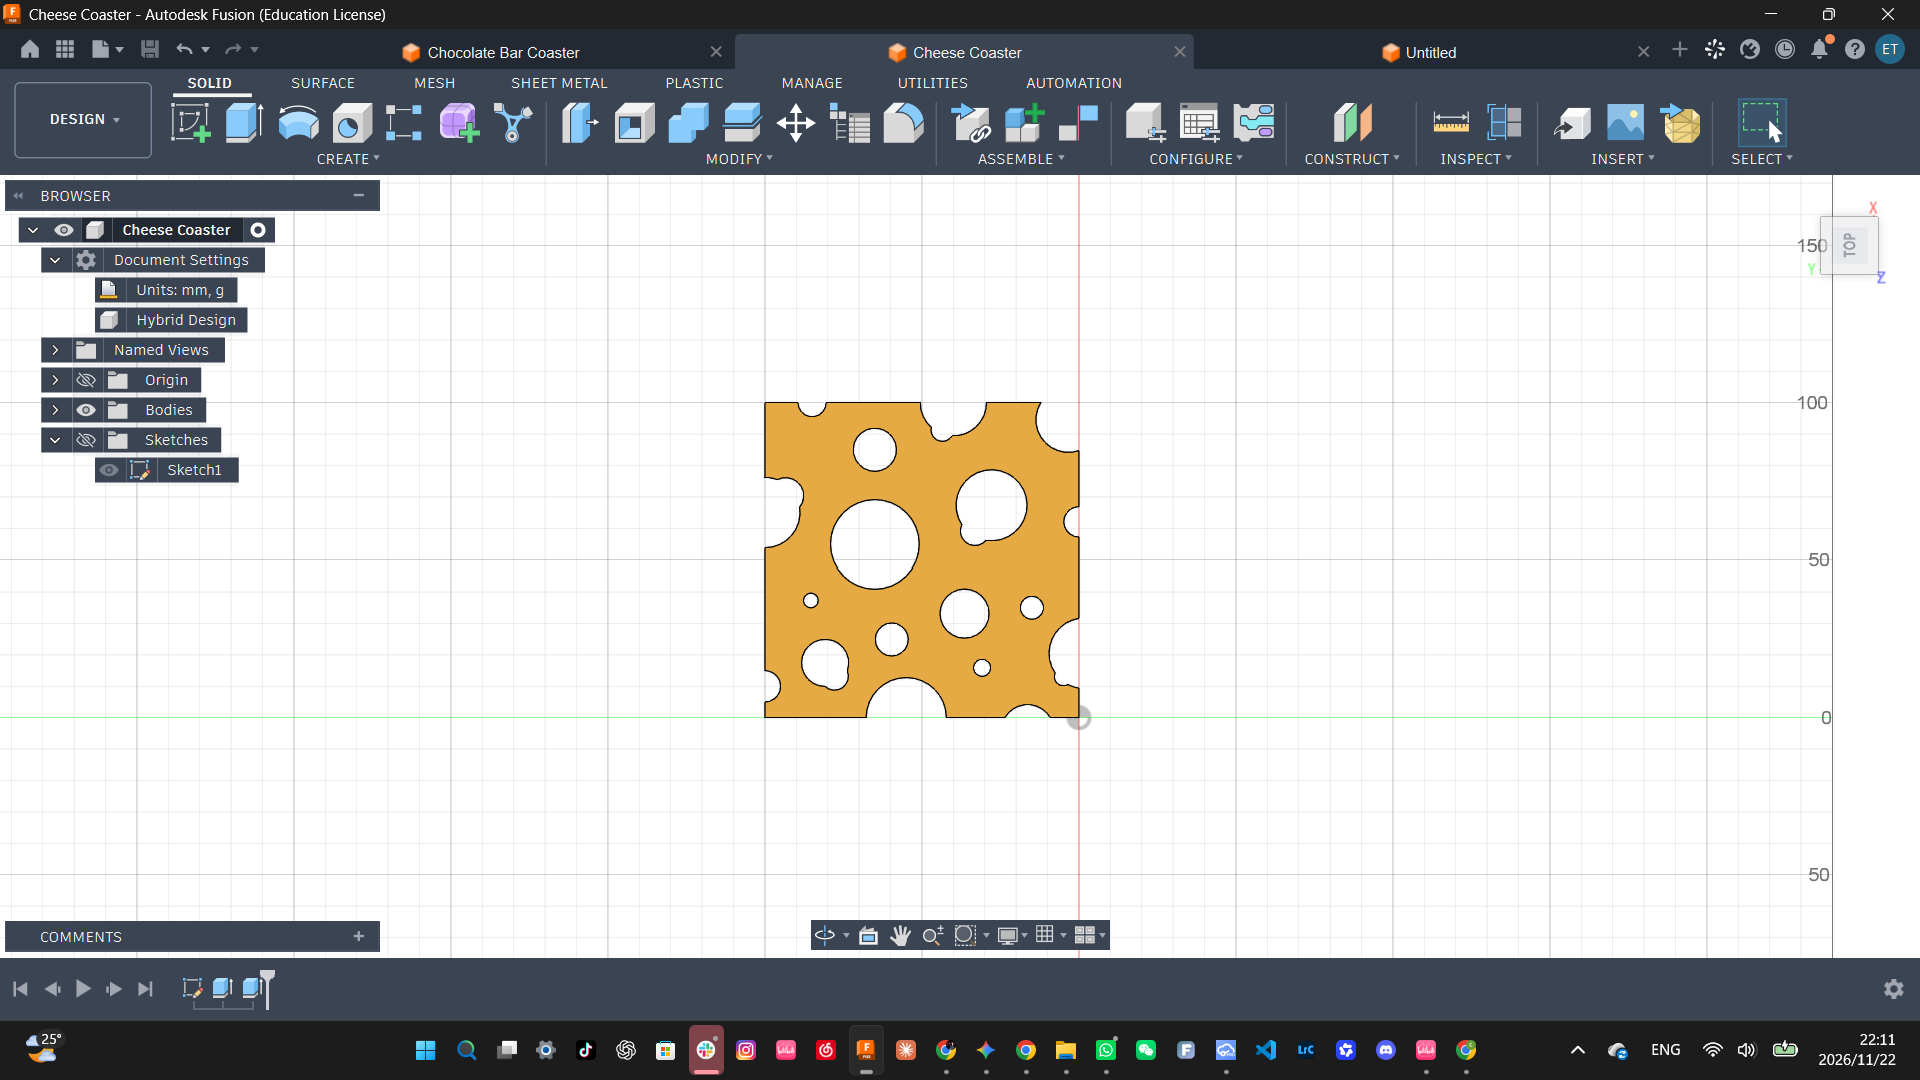 Cheese Coaster - Autodesk Fusion (Education License)
Chocolate Bar Coaster
Cheese Coaster
Untitled
ET
SOLID SURFACE MESH SHEET METAL PLASTIC MANAGE UTILITIES AUTOMATION
DESIGN
CREATE MODIFY ASSEMBLE CONFIGURE CONSTRUCT INSPECT INSERT SELECT
BROWSER
Cheese Coaster
Document Settings
Units: mm, g
Hybrid Design
Named Views
Origin
Bodies
Sketches
Sketch1
X
TOP
Y
Z
150
100
50
0
50
COMMENTS
25°
LrC
ENG
22:11
2026/11/22